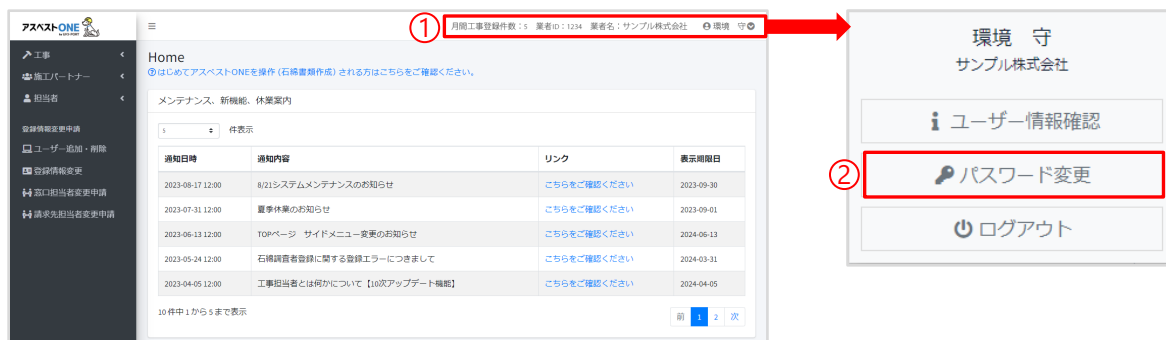 アスベストONE
工事
施工パートナー
担当者
登録情報変更申請
ユーザー追加・削除
登録情報変更
窓口担当者変更申請
請求先担当者変更申請
① 月間工事登録件数：5 業者ID：1234 業者名：サンプル株式会社 環境 守
Home
はじめてアスベストONEを操作（石綿書類作成）される方はこちらをご確認ください。
メンテナンス、新機能、休業案内
5 件表示
通知日時 通知内容 リンク 表示期限日
2023-08-17 12:00 8/21システムメンテナンスのお知らせ こちらをご確認ください 2023-09-30
2023-07-31 12:00 夏季休業のお知らせ こちらをご確認ください 2023-09-01
2023-06-13 12:00 TOPページ サイドメニュー変更のお知らせ こちらをご確認ください 2024-06-13
2023-05-24 12:00 石綿調査者登録に関する登録エラーにつきまして こちらをご確認ください 2024-03-31
2023-04-05 12:00 工事担当者とは何かについて【10次アップデート機能】 こちらをご確認ください 2024-04-05
10 件中 1 から 5 まで表示
前 1 2 次
環境 守
サンプル株式会社
ユーザー情報確認
② パスワード変更
ログアウト